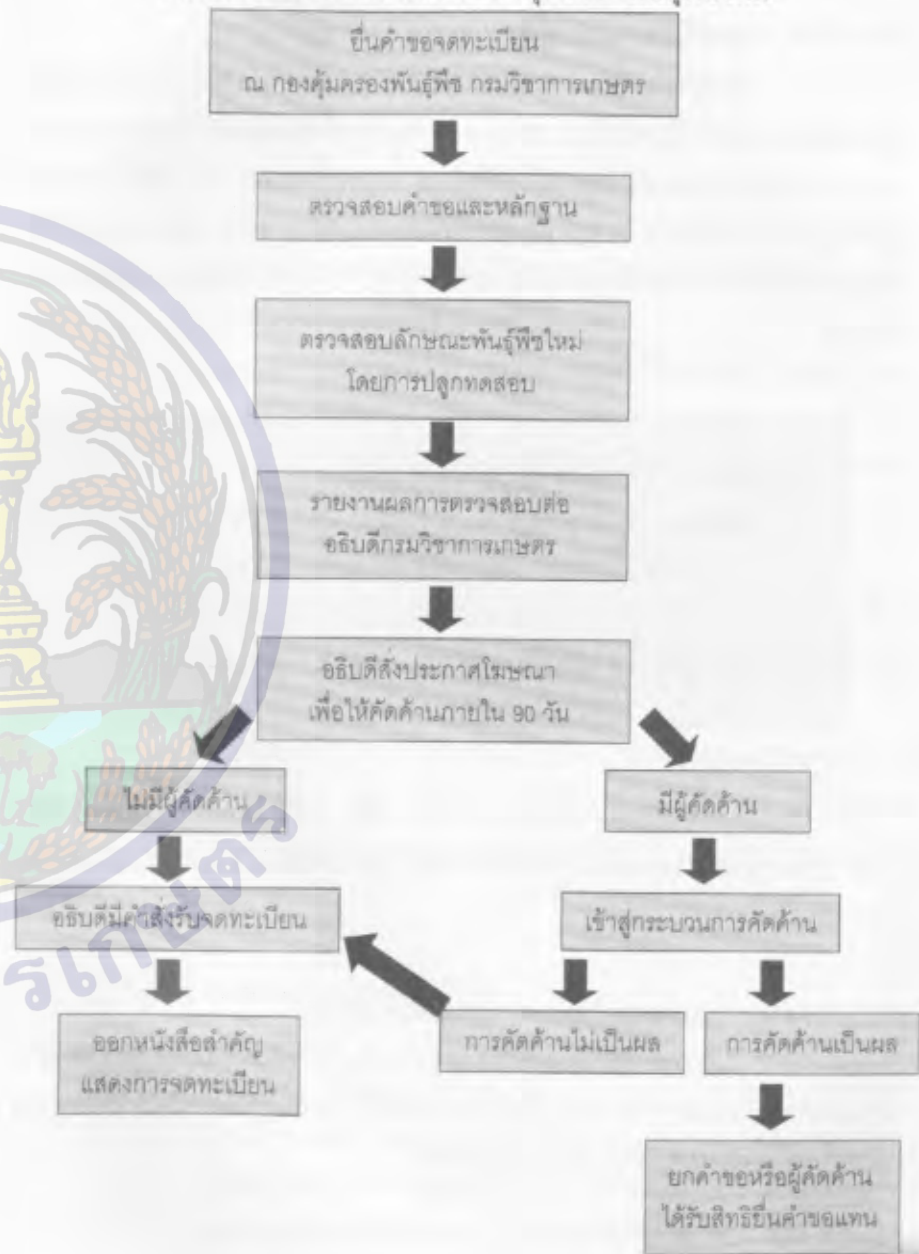 ยื่นคำขอจดทะเบียน
ณ กองคุ้มครองพันธุ์พืช กรมวิชาการเกษตร
ตรวจสอบคำขอและหลักฐาน
ตรวจสอบลักษณะพันธุ์พืชใหม่
โดยการปลูกทดสอบ
รายงานผลการตรวจสอบต่อ
อธิบดีกรมวิชาการเกษตร
อธิบดีสั่งประกาศโฆษณา
เพื่อให้คัดค้านภายใน 90 วัน
ไม่มีผู้คัดค้าน
มีผู้คัดค้าน
อธิบดีมีคำสั่งรับจดทะเบียน
เข้าสู่กระบวนการคัดค้าน
ออกหนังสือสำคัญ
แสดงการจดทะเบียน
การคัดค้านไม่เป็นผล
การคัดค้านเป็นผล
ยกคำขอหรือผู้คัดค้าน
ได้รับสิทธิยื่นคำขอแทน
รเกษตร